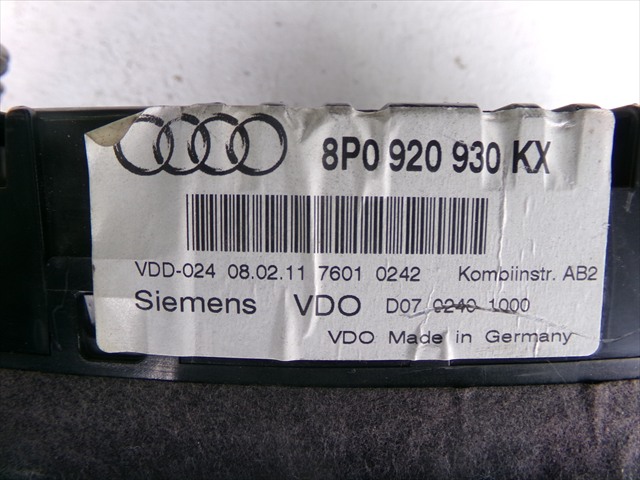 8P0 920 930 KX
VDD-024 08.02.11 7601 0242 Kombiinstr. AB2
Siemens VDO D07 0240 1000
VDO Made in Germany